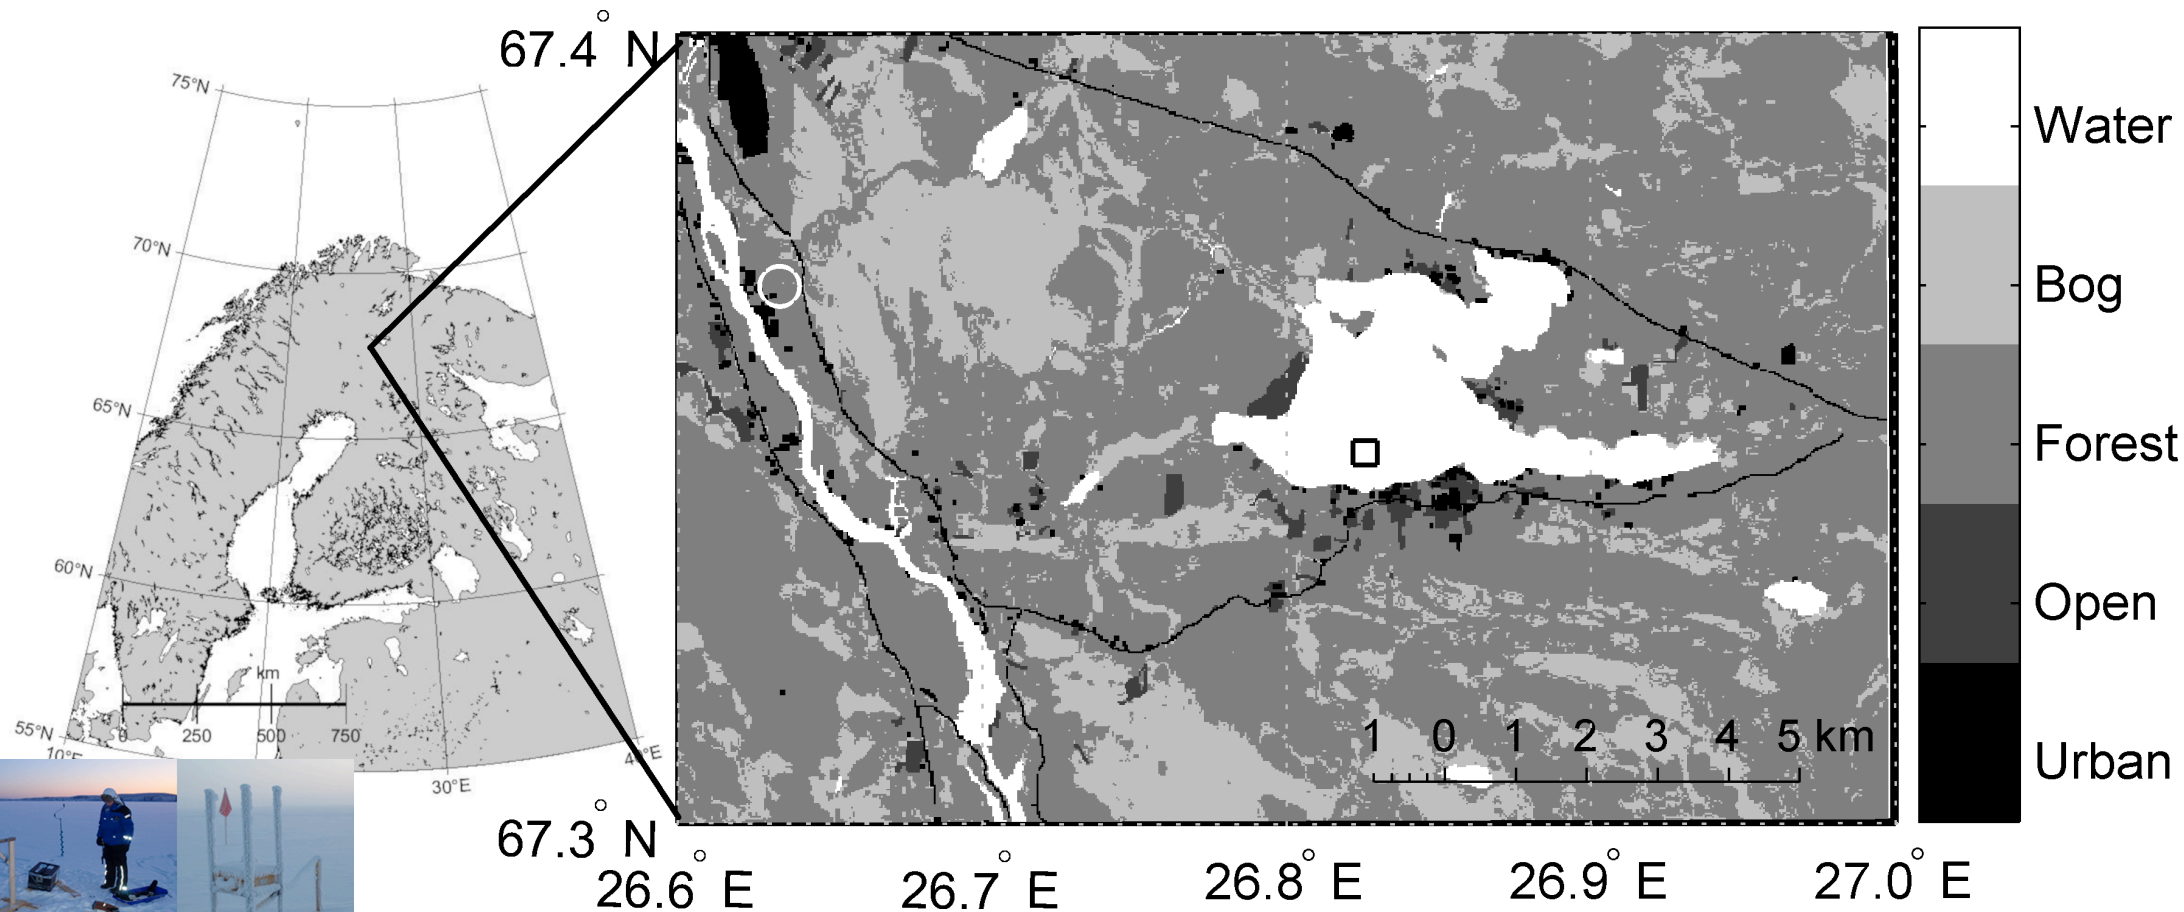 67.4° N
75°N
70°N
65°N
60°N
55°N
10°E
30°E
40°E
km
0 250 500 750
67.3° N
26.6° E
26.7° E
26.8° E
26.9° E
27.0° E
1 0 1 2 3 4 5 km
Water
Bog
Forest
Open
Urban